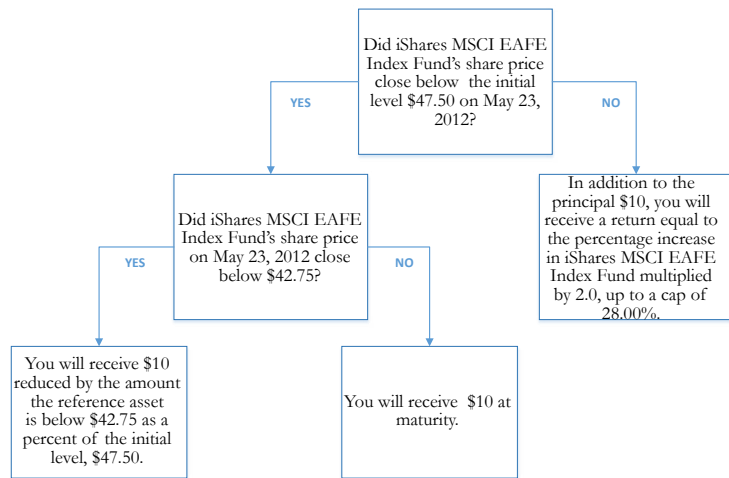 Did iShares MSCI EAFE
Index Fund's share price
close below the initial
level $47.50 on May 23,
2012?
YES
NO
Did iShares MSCI EAFE
Index Fund's share price
on May 23, 2012 close
below $42.75?
In addition to the
principal $10, you will
receive a return equal to
the percentage increase
in iShares MSCI EAFE
Index Fund multiplied
by 2.0, up to a cap of
28.00%.
YES
NO
You will receive $10
reduced by the amount
the reference asset
is below $42.75 as a
percent of the initial
level, $47.50.
You will receive $10 at
maturity.